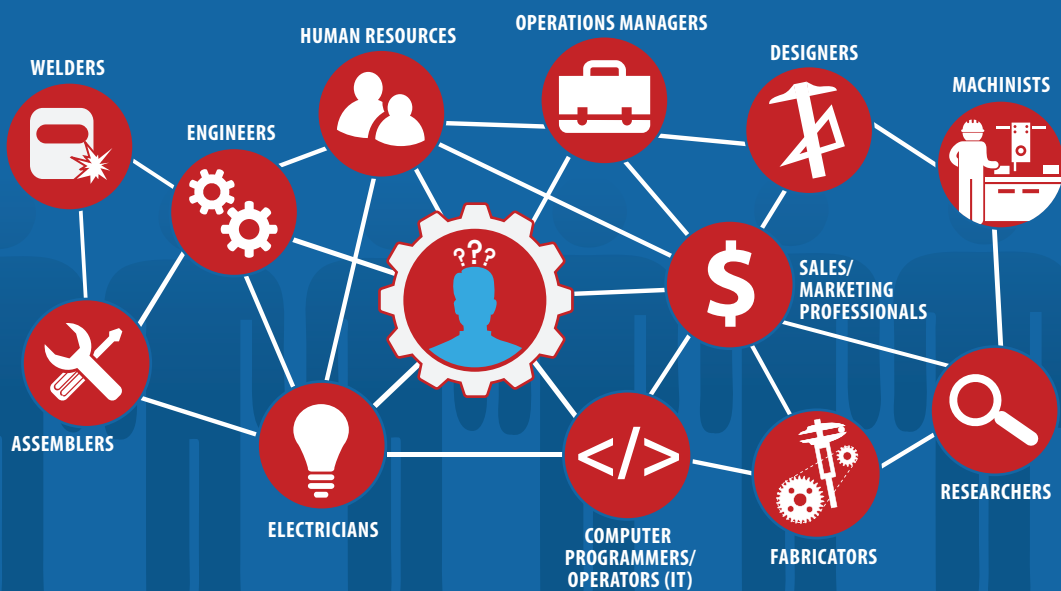 OPERATIONS MANAGERS
HUMAN RESOURCES
DESIGNERS
WELDERS
MACHINISTS
ENGINEERS
???
$
SALES/
MARKETING
PROFESSIONALS
ASSEMBLERS
</>
ELECTRICIANS
RESEARCHERS
COMPUTER
PROGRAMMERS/
OPERATORS (IT)
FABRICATORS